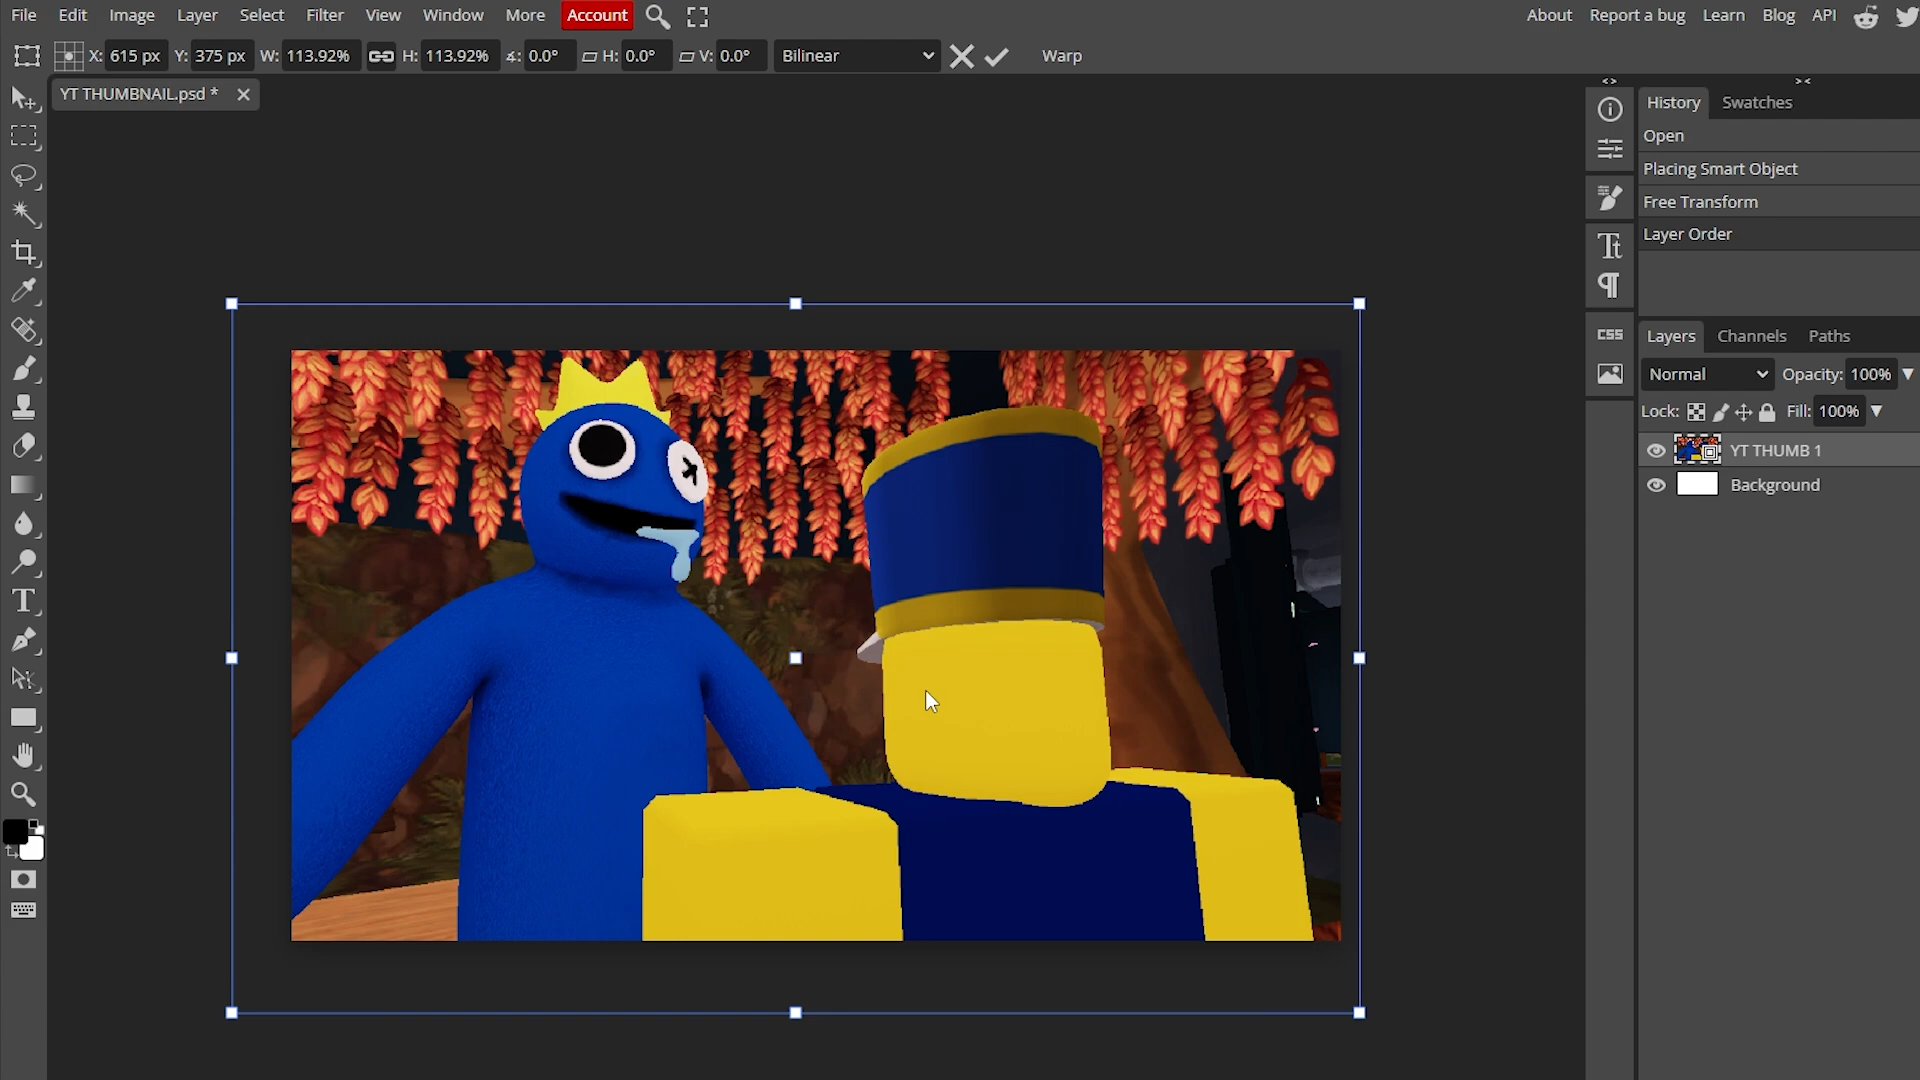 File Edit Image Layer Select Filter View Window More Account About Report a bug Learn Blog API
X: 615 px Y: 375 px W: 113.92% H: 113.92% 0.0° H: 0.0° V: 0.0° Bilinear Warp
YT THUMBNAIL.psd *
History Swatches
Open
Placing Smart Object
Free Transform
Layer Order
CSS
Layers Channels Paths
Normal Opacity: 100%
Lock: Fill: 100%
YT THUMB 1
Background